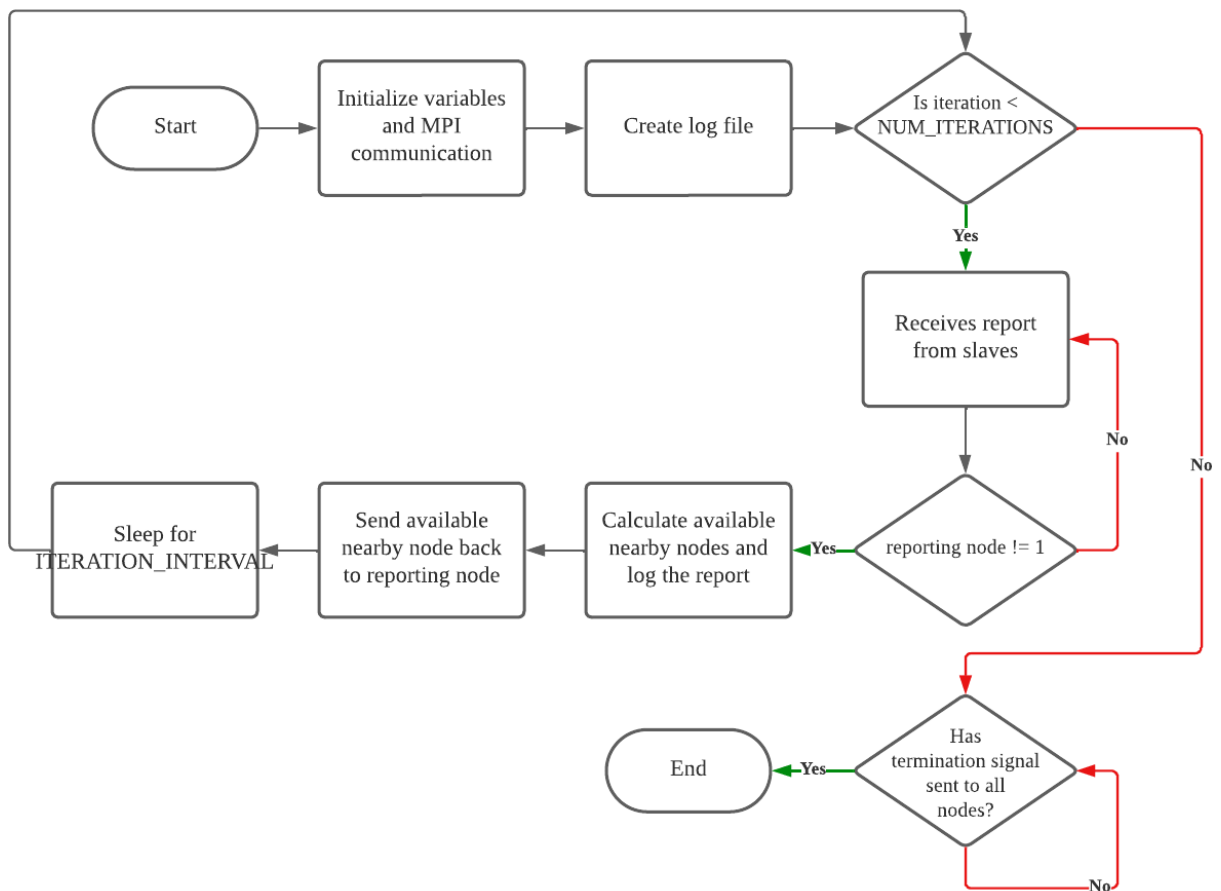 Start
Initialize variables
and MPI
communication
Create log file
Is iteration <
NUM_ITERATIONS
Yes
No
Receives report
from slaves
No
reporting node != 1
Yes
Calculate available
nearby nodes and
log the report
Send available
nearby node back
to reporting node
Sleep for
ITERATION_INTERVAL
Has
termination signal
sent to all
nodes?
Yes
End
No